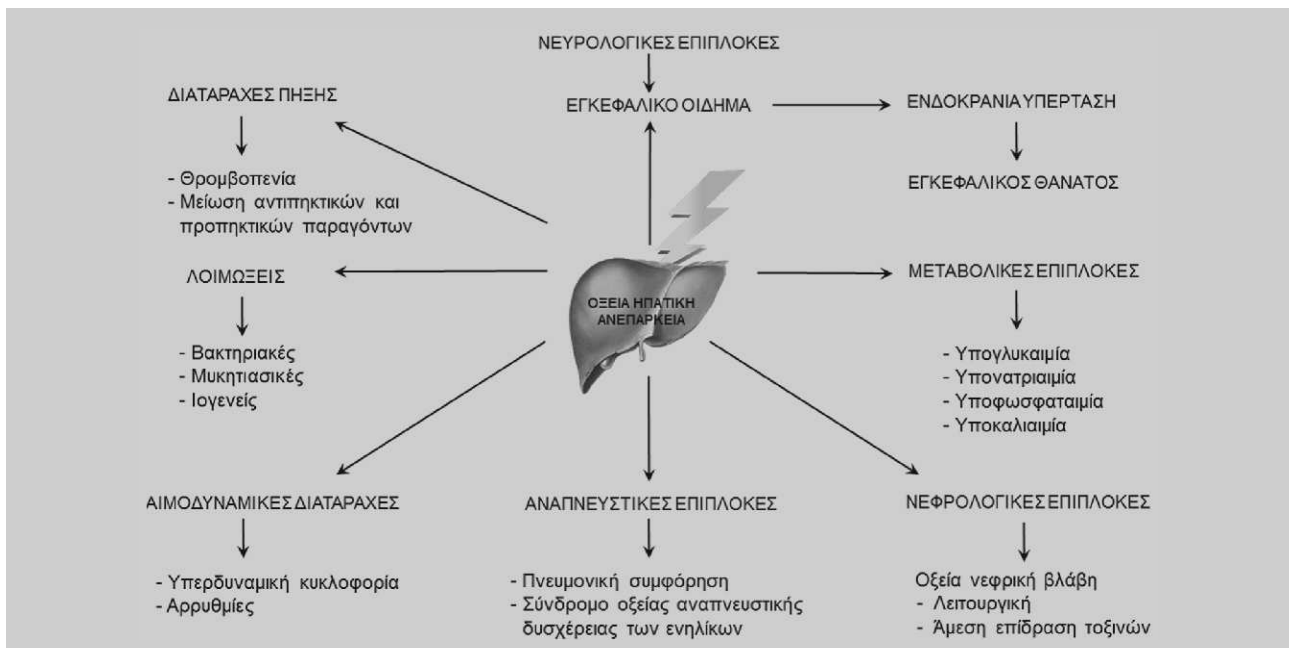 ΝΕΥΡΟΛΟΓΙΚΕΣ ΕΠΙΠΛΟΚΕΣ
ΕΓΚΕΦΑΛΙΚΟ ΟΙΔΗΜΑ
ΕΝΔΟΚΡΑΝΙΑ ΥΠΕΡΤΑΣΗ
ΕΓΚΕΦΑΛΙΚΟΣ ΘΑΝΑΤΟΣ
ΔΙΑΤΑΡΑΧΕΣ ΠΗΞΗΣ
- Θρομβοπενία
- Μείωση αντιπηκτικών και
προπηκτικών παραγόντων
ΛΟΙΜΩΞΕΙΣ
- Βακτηριακές
- Μυκητιασικές
- Ιογενείς
ΟΞΕΙΑ ΗΠΑΤΙΚΗ
ΑΝΕΠΑΡΚΕΙΑ
ΜΕΤΑΒΟΛΙΚΕΣ ΕΠΙΠΛΟΚΕΣ
- Υπογλυκαιμία
- Υπονατριαιμία
- Υποφωσφαταιμία
- Υποκαλιαιμία
ΑΙΜΟΔΥΝΑΜΙΚΕΣ ΔΙΑΤΑΡΑΧΕΣ
- Υπερδυναμική κυκλοφορία
- Αρρυθμίες
ΑΝΑΠΝΕΥΣΤΙΚΕΣ ΕΠΙΠΛΟΚΕΣ
- Πνευμονική συμφόρηση
- Σύνδρομο οξείας αναπνευστικής
δυσχέρειας των ενηλίκων
ΝΕΦΡΟΛΟΓΙΚΕΣ ΕΠΙΠΛΟΚΕΣ
Οξεία νεφρική βλάβη
- Λειτουργική
- Άμεση επίδραση τοξινών